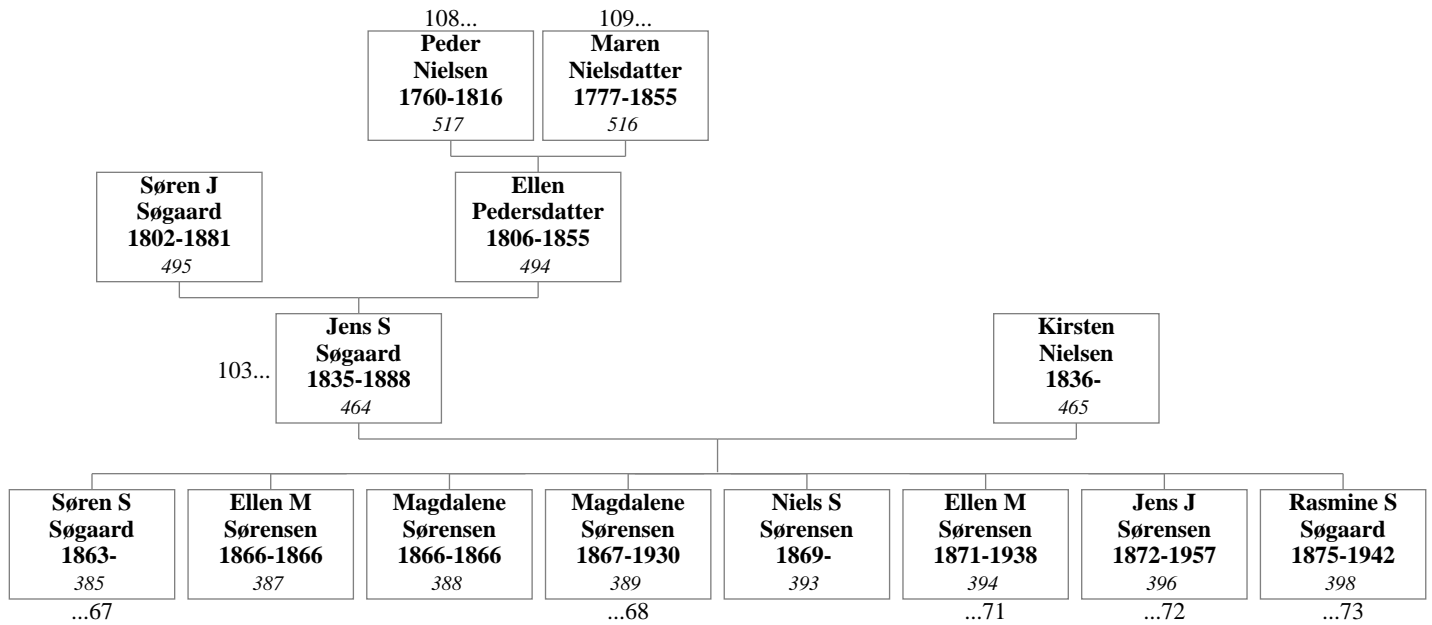 108...
109...
Peder
Nielsen
1760-1816
517
Maren
Nielsdatter
1777-1855
516
Søren J
Søgaard
1802-1881
495
Ellen
Pedersdatter
1806-1855
494
103...
Jens S
Søgaard
1835-1888
464
Kirsten
Nielsen
1836-
465
Søren S
Søgaard
1863-
385
...67
Ellen M
Sørensen
1866-1866
387
Magdalene
Sørensen
1866-1866
388
Magdalene
Sørensen
1867-1930
389
...68
Niels S
Sørensen
1869-
393
Ellen M
Sørensen
1871-1938
394
...71
Jens J
Sørensen
1872-1957
396
...72
Rasmine S
Søgaard
1875-1942
398
...73